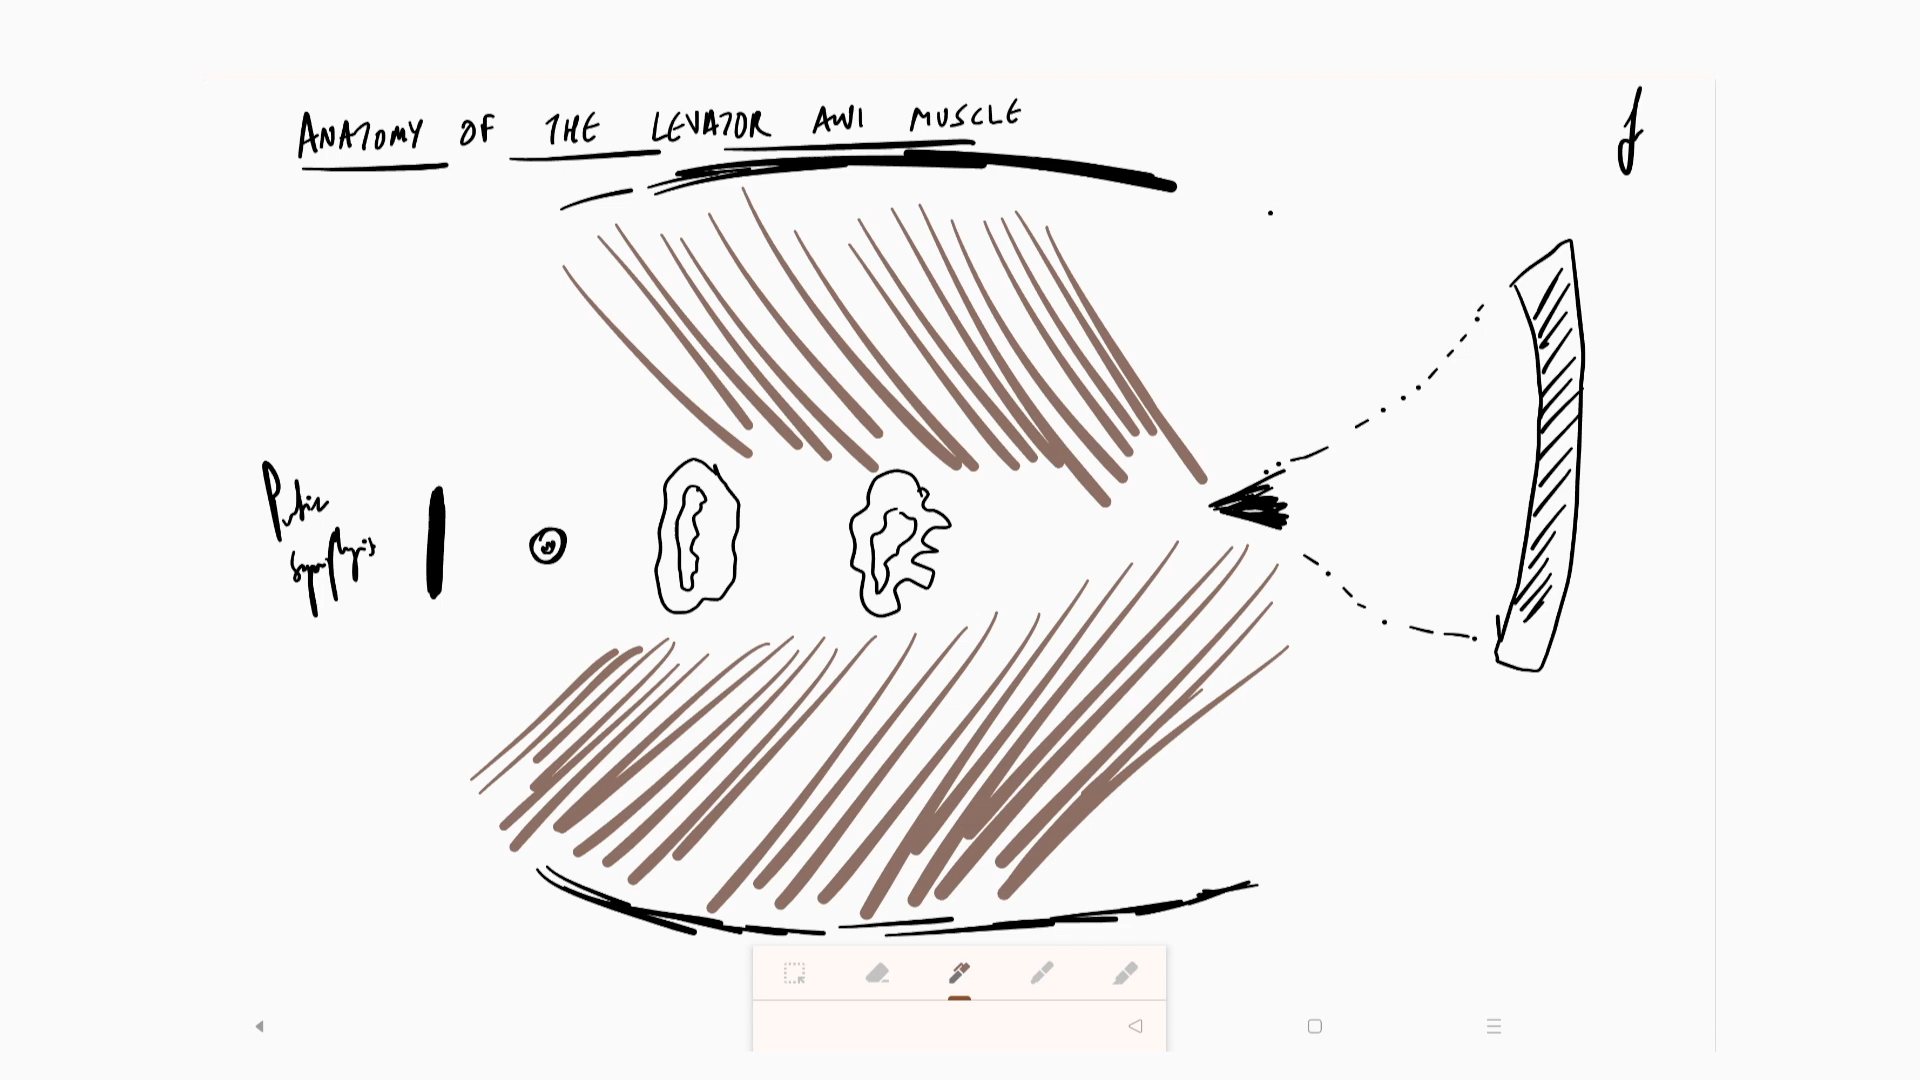 ANATOMY OF THE LEVATOR ANI MUSCLE
Pubic
symphysis